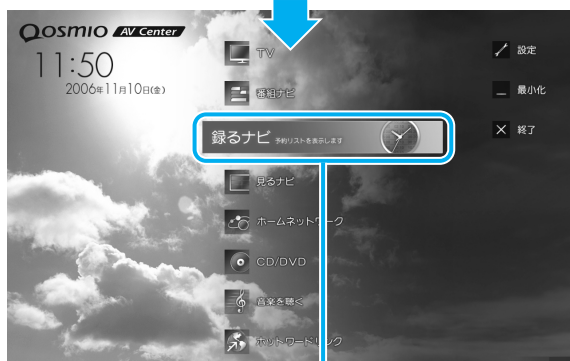 Qosmio AV Center
11:50
2006年11月10日(金)
TV
番組ナビ
録るナビ 予約リストを表示します
見るナビ
ホームネットワーク
CD/DVD
音楽を聴く
ホットワードリンク
設定
最小化
終了